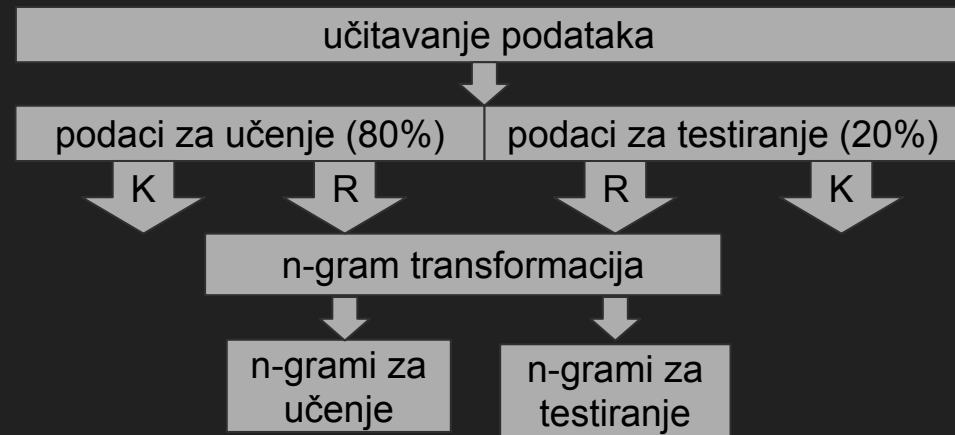 učitavanje podataka
podaci za učenje (80%)
podaci za testiranje (20%)
K
R
R
K
n-gram transformacija
n-grami za
učenje
n-grami za
testiranje